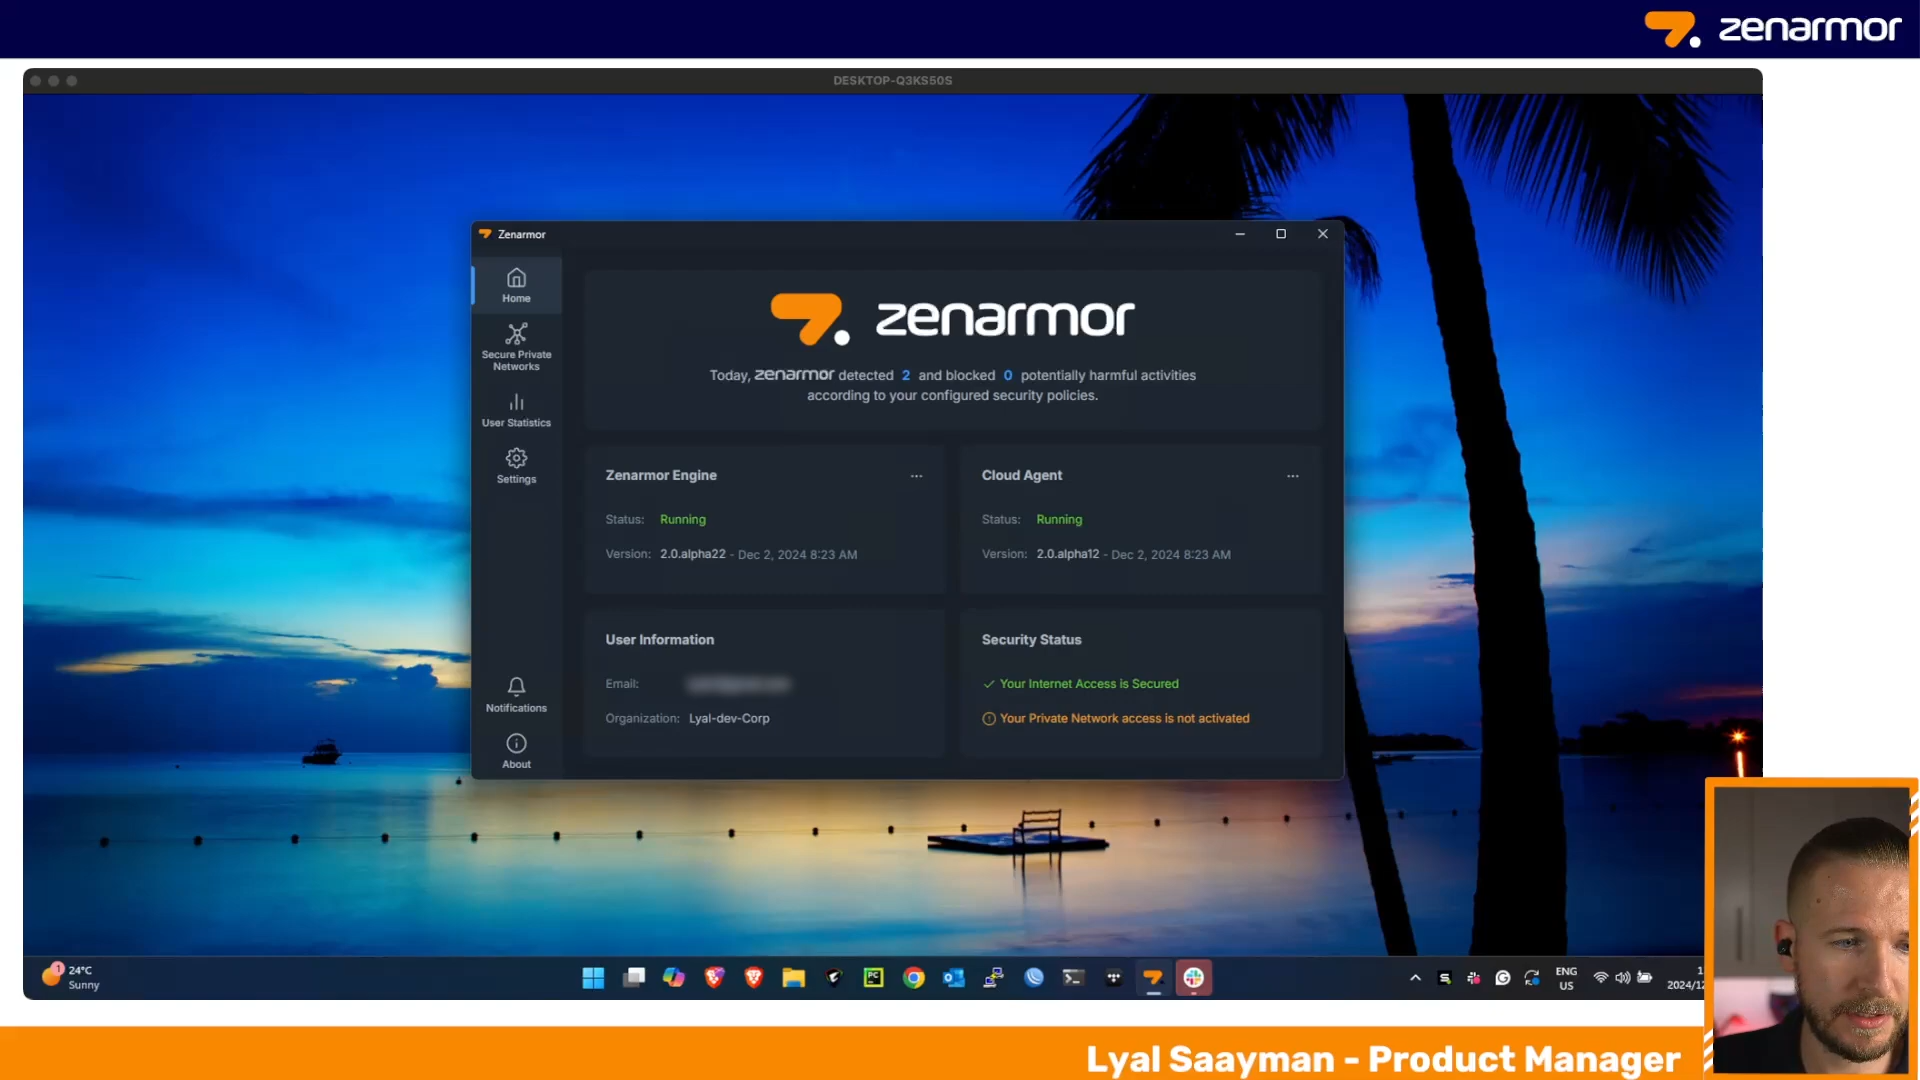 zenarmor
DESKTOP-Q3KS50S
Zenarmor
Home
Secure Private
Networks
User Statistics
Settings
Notifications
About
zenarmor
Today, zenarmor detected 2 and blocked 0 potentially harmful activities
according to your configured security policies.
Zenarmor Engine
Status: Running
Version: 2.0.alpha22 - Dec 2, 2024 8:23 AM
Cloud Agent
Status: Running
Version: 2.0.alpha12 - Dec 2, 2024 8:23 AM
User Information
Email:
Organization: Lyal-dev-Corp
Security Status
Your Internet Access is Secured
Your Private Network access is not activated
1
24°C
Sunny
PC
ENG
US
2024/12
Lyal Saayman - Product Manager